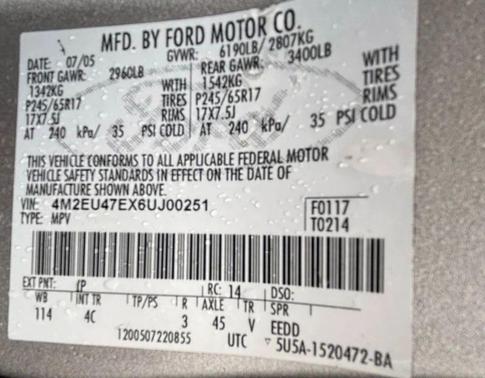 MFD. BY FORD MOTOR CO.
DATE: 07/05 GVWR: 6190LB/ 2807KG
FRONT GAWR: 2960LB REAR GAWR: 3400LB
1342KG WITH 1542KG WITH
P245/65R17 TIRES P245/65R17 TIRES
17X7.5J RIMS 17X7.5J RIMS
AT 240 kPa/ 35 PSI COLD AT 240 kPa/ 35 PSI COLD
THIS VEHICLE CONFORMS TO ALL APPLICABLE FEDERAL MOTOR
VEHICLE SAFETY STANDARDS IN EFFECT ON THE DATE OF
MANUFACTURE SHOWN ABOVE.
VIN: 4M2EU47EX6UJ00251 F0117
TYPE: MPV T0214
EXT PNT: RC: 14 DSO:
WB INT TR TP/PS R AXLE TR SPR
114 4C 3 45 V EEDD
1200507220855 UTC 5U5A-1520472-BA